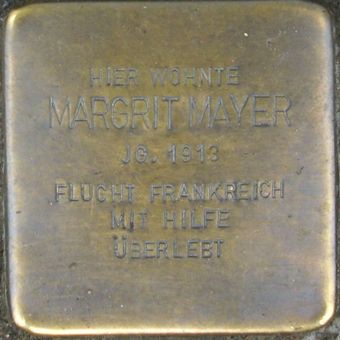 HIER WOHNTE
MARGRIT MAYER
JG. 1913
FLUCHT FRANKREICH
MIT HILFE
ÜBERLEBT